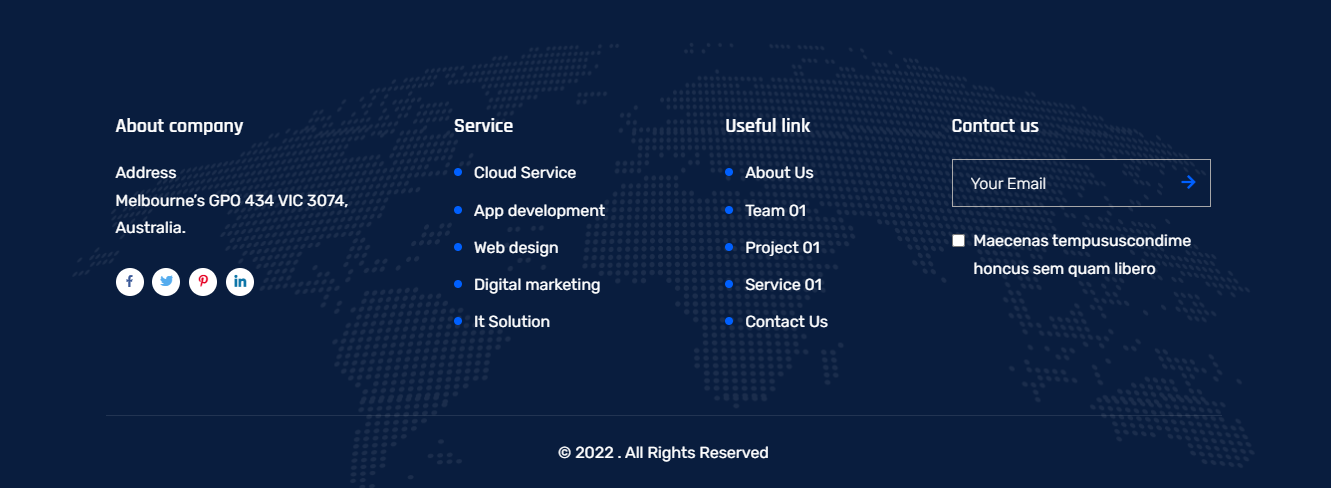 About company
Address
Melbourne's GPO 434 VIC 3074,
Australia.
Service
Cloud Service
App development
Web design
Digital marketing
It Solution
Useful link
About Us
Team 01
Project 01
Service 01
Contact Us
Contact us
Your Email
Maecenas tempususcondime
honcus sem quam libero
© 2022 . All Rights Reserved